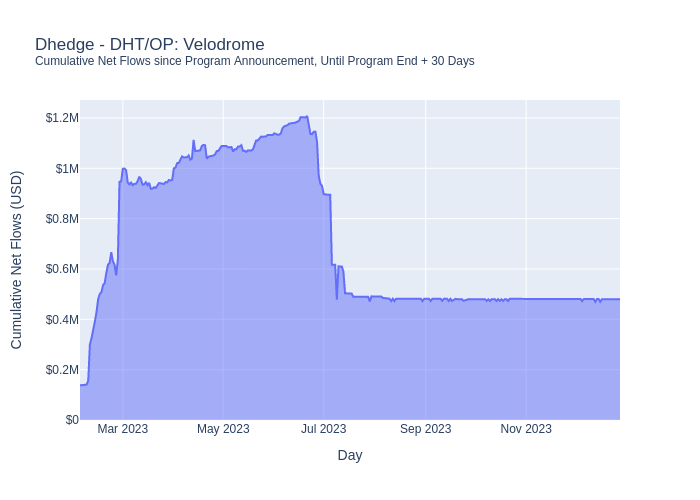 Dhedge - DHT/OP: Velodrome
Cumulative Net Flows since Program Announcement, Until Program End + 30 Days
Cumulative Net Flows (USD)
$1.2M
$1M
$0.8M
$0.6M
$0.4M
$0.2M
$0
Mar 2023
May 2023
Jul 2023
Sep 2023
Nov 2023
Day